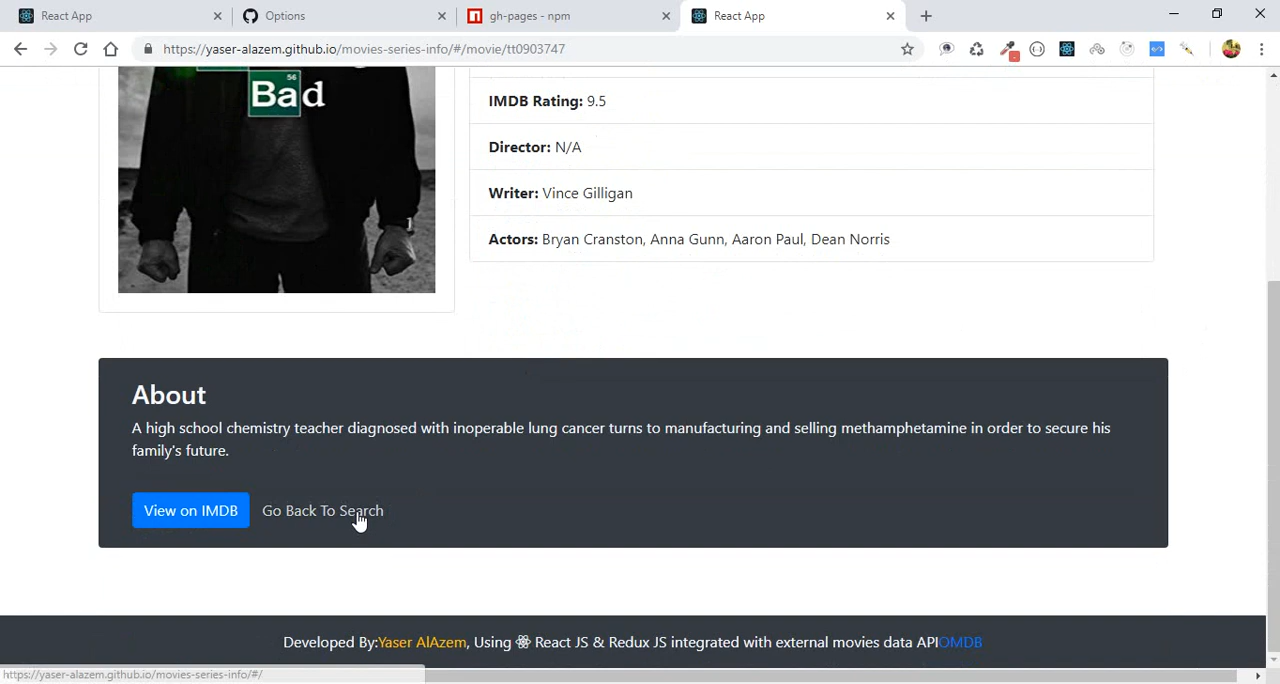 React App
Options
gh-pages - npm
React App
https://yaser-alazem.github.io/movies-series-info/#/movie/tt0903747
56
Bad
IMDB Rating: 9.5
Director: N/A
Writer: Vince Gilligan
Actors: Bryan Cranston, Anna Gunn, Aaron Paul, Dean Norris
About
A high school chemistry teacher diagnosed with inoperable lung cancer turns to manufacturing and selling methamphetamine in order to secure his
family's future.
View on IMDB
Go Back To Search
Developed By:Yaser AlAzem, Using React JS & Redux JS integrated with external movies data APIOMDB
https://yaser-alazem.github.io/movies-series-info/#/